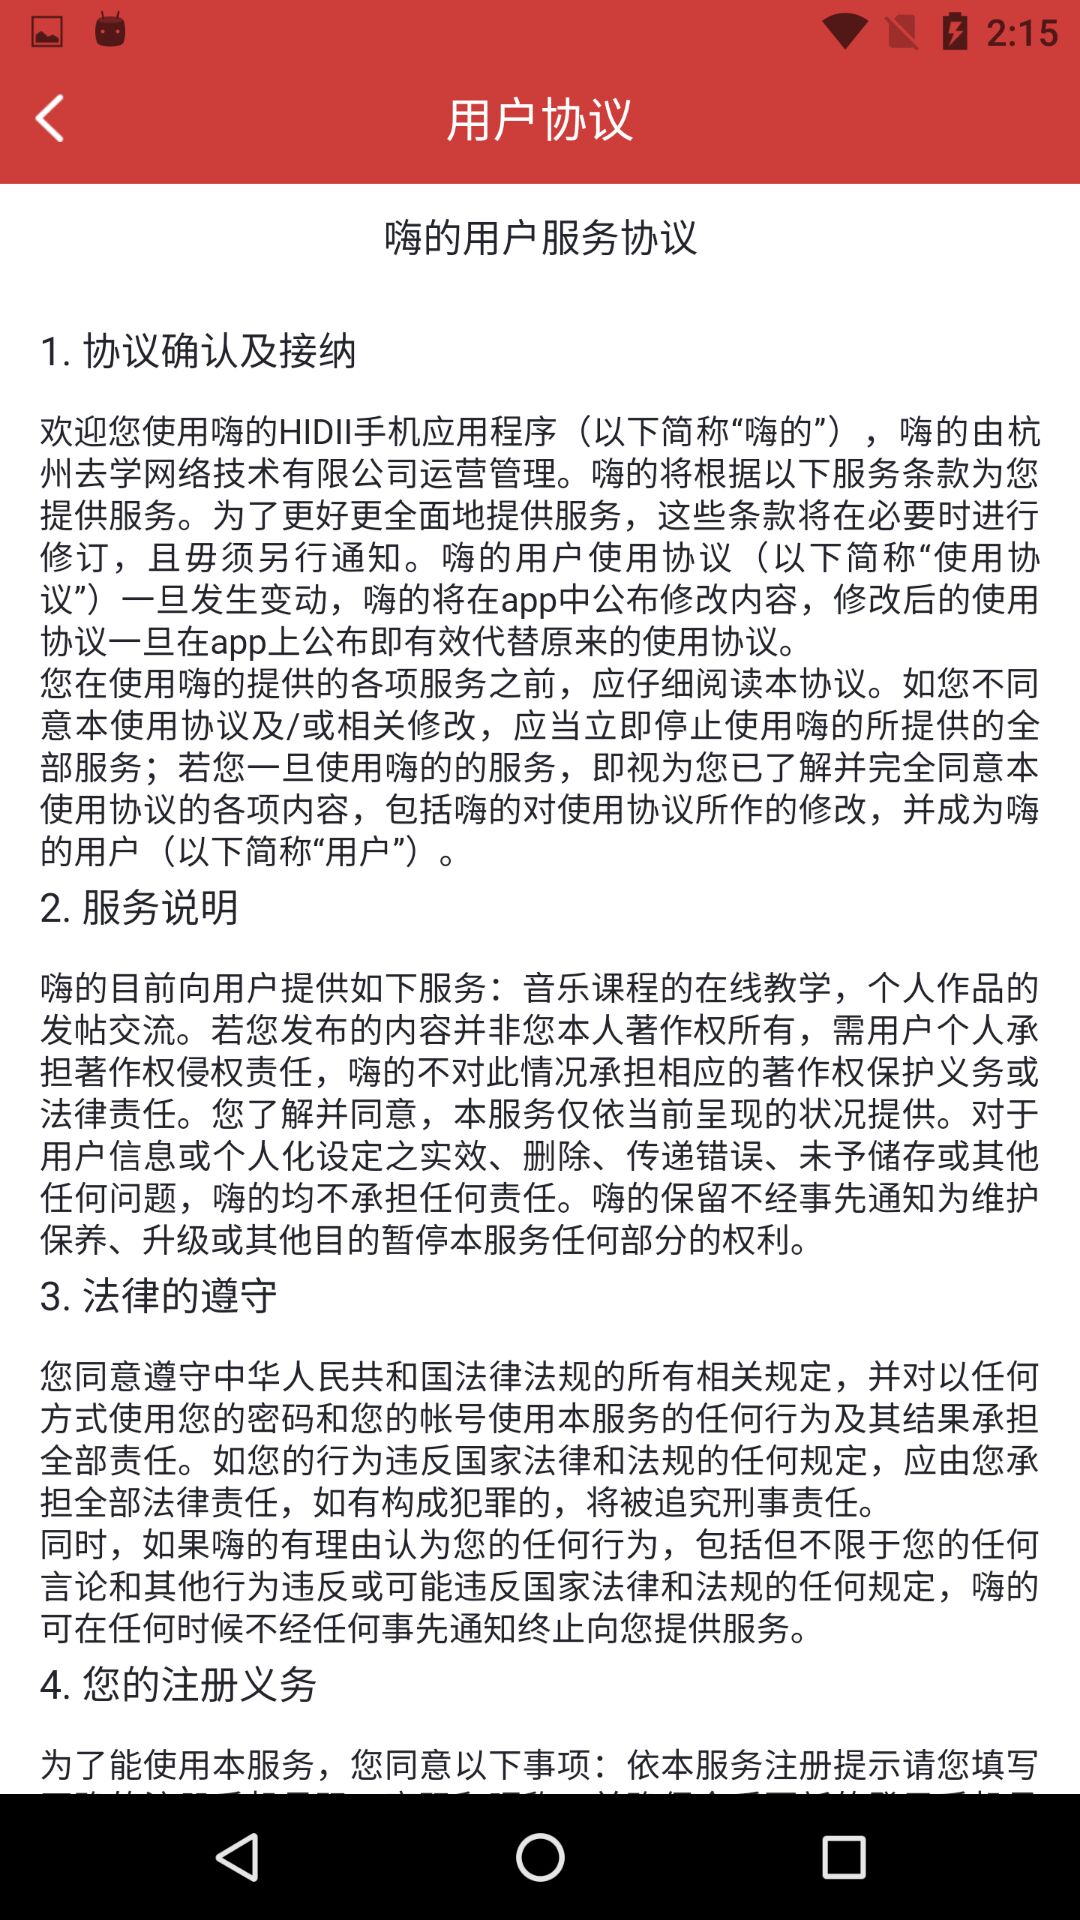 2:15
用户协议
嗨的用户服务协议
1. 协议确认及接纳
欢迎您使用嗨的HIDII手机应用程序（以下简称“嗨的”），嗨的由杭
州去学网络技术有限公司运营管理。嗨的将根据以下服务条款为您
提供服务。为了更好更全面地提供服务，这些条款将在必要时进行
修订，且毋须另行通知。嗨的用户使用协议（以下简称“使用协
议”）一旦发生变动，嗨的将在app中公布修改内容，修改后的使用
协议一旦在app上公布即有效代替原来的使用协议。
您在使用嗨的提供的各项服务之前，应仔细阅读本协议。如您不同
意本使用协议及/或相关修改，应当立即停止使用嗨的所提供的全
部服务；若您一旦使用嗨的的服务，即视为您已了解并完全同意本
使用协议的各项内容，包括嗨的对使用协议所作的修改，并成为嗨
的用户（以下简称“用户”）。
2. 服务说明
嗨的目前向用户提供如下服务：音乐课程的在线教学，个人作品的
发帖交流。若您发布的内容并非您本人著作权所有，需用户个人承
担著作权侵权责任，嗨的不对此情况承担相应的著作权保护义务或
法律责任。您了解并同意，本服务仅依当前呈现的状况提供。对于
用户信息或个人化设定之实效、删除、传递错误、未予储存或其他
任何问题，嗨的均不承担任何责任。嗨的保留不经事先通知为维护
保养、升级或其他目的暂停本服务任何部分的权利。
3. 法律的遵守
您同意遵守中华人民共和国法律法规的所有相关规定，并对以任何
方式使用您的密码和您的帐号使用本服务的任何行为及其结果承担
全部责任。如您的行为违反国家法律和法规的任何规定，应由您承
担全部法律责任，如有构成犯罪的，将被追究刑事责任。
同时，如果嗨的有理由认为您的任何行为，包括但不限于您的任何
言论和其他行为违反或可能违反国家法律和法规的任何规定，嗨的
可在任何时候不经任何事先通知终止向您提供服务。
4. 您的注册义务
为了能使用本服务，您同意以下事项：依本服务注册提示请您填写